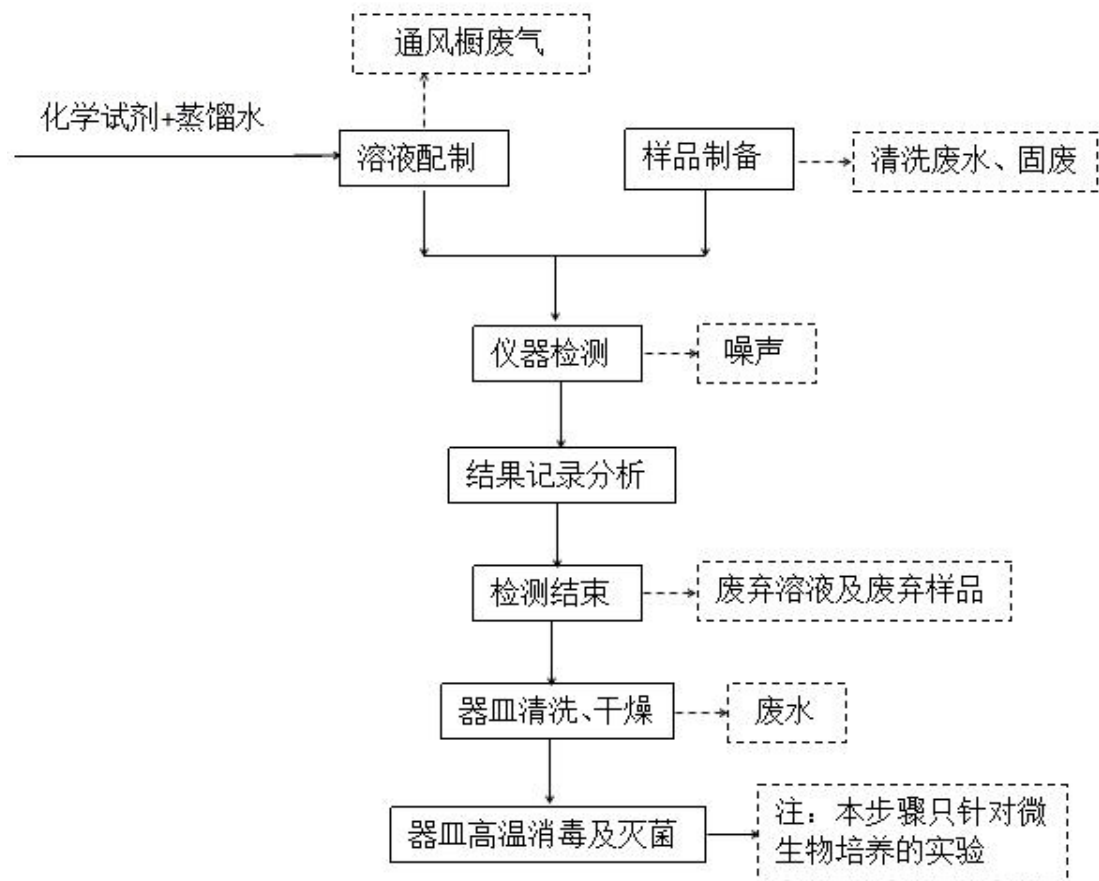 通风橱废气
化学试剂+蒸馏水
溶液配制
样品制备
清洗废水、固废
仪器检测
噪声
结果记录分析
检测结束
废弃溶液及废弃样品
器皿清洗、干燥
废水
器皿高温消毒及灭菌
注：本步骤只针对微
生物培养的实验